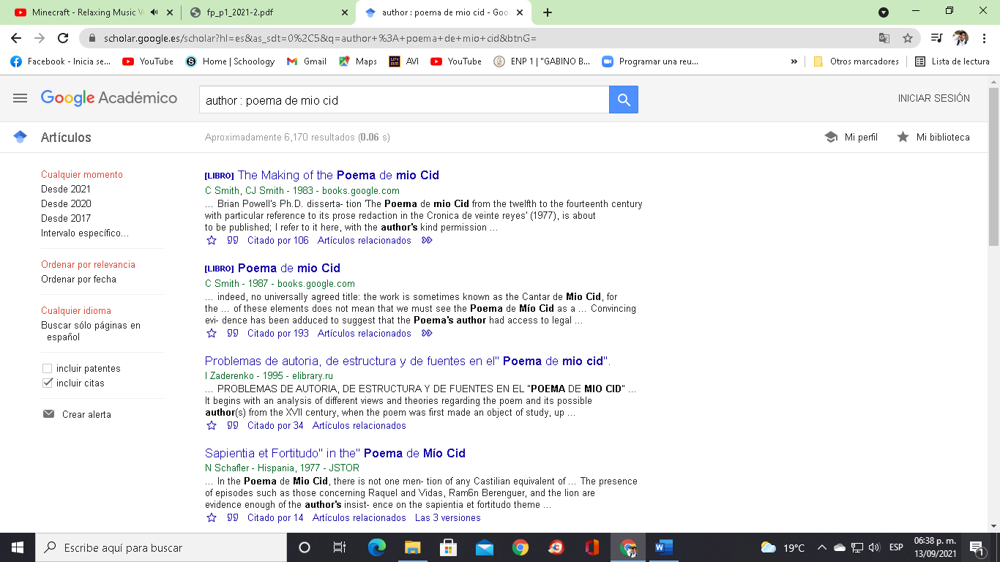 Minecraft - Relaxing Music V
fp_p1_2021-2.pdf
author : poema de mio cid - Goo
scholar.google.es/scholar?hl=es&as_sdt=0%2C5&q=author+%3A+poema+de+mio+cid&btnG=
Facebook - Inicia se...
YouTube
Home | Schoology
Gmail
Maps
AVI
YouTube
ENP 1 | "GABINO B...
Programar una reu...
»
Otros marcadores
Lista de lectura
Google Académico
author : poema de mio cid
INICIAR SESIÓN
Artículos
Aproximadamente 6,170 resultados (0.06 s)
Mi perfil
Mi biblioteca
Cualquier momento
Desde 2021
Desde 2020
Desde 2017
Intervalo específico...
Ordenar por relevancia
Ordenar por fecha
Cualquier idioma
Buscar sólo páginas en
español
incluir patentes
incluir citas
Crear alerta
[LIBRO] The Making of the Poema de mio Cid
C Smith, CJ Smith - 1983 - books.google.com
... Brian Powell's Ph.D. disserta- tion 'The Poema de mio Cid from the twelfth to the fourteenth century
with particular reference to its prose redaction in the Cronica de veinte reyes' (1977), is about
to be published; I refer to it here, with the author's kind permission ...
Citado por 106 Artículos relacionados
[LIBRO] Poema de mio Cid
C Smith - 1987 - books.google.com
... indeed, no universally agreed title: the work is sometimes known as the Cantar de Mio Cid, for
the ... of these elements does not mean that we must see the Poema de Mío Cid as a ... Convincing
evi- dence has been adduced to suggest that the Poema's author had access to legal ...
Citado por 193 Artículos relacionados
Problemas de autoria, de estructura y de fuentes en el" Poema de mio cid".
I Zaderenko - 1995 - elibrary.ru
... PROBLEMAS DE AUTORIA, DE ESTRUCTURA Y DE FUENTES EN EL "POEMA DE MIO CID" ...
It begins with an analysis of different views and theories regarding the poem and its possible
author(s) from the XVII century, when the poem was first made an object of study, up ...
Citado por 34 Artículos relacionados
Sapientia et Fortitudo" in the" Poema de Mío Cid
N Schafler - Hispania, 1977 - JSTOR
... In the Poema de Mio Cid, there is not one men- tion of any Castilian equivalent of ... The presence
of episodes such as those concerning Raquel and Vidas, Ram6n Berenguer, and the lion are
evidence enough of the author's insist- ence on the sapientia et fortitudo theme ...
Citado por 14 Artículos relacionados Las 3 versiones
Escribe aquí para buscar
19°C
ESP
06:38 p. m.
13/09/2021
1